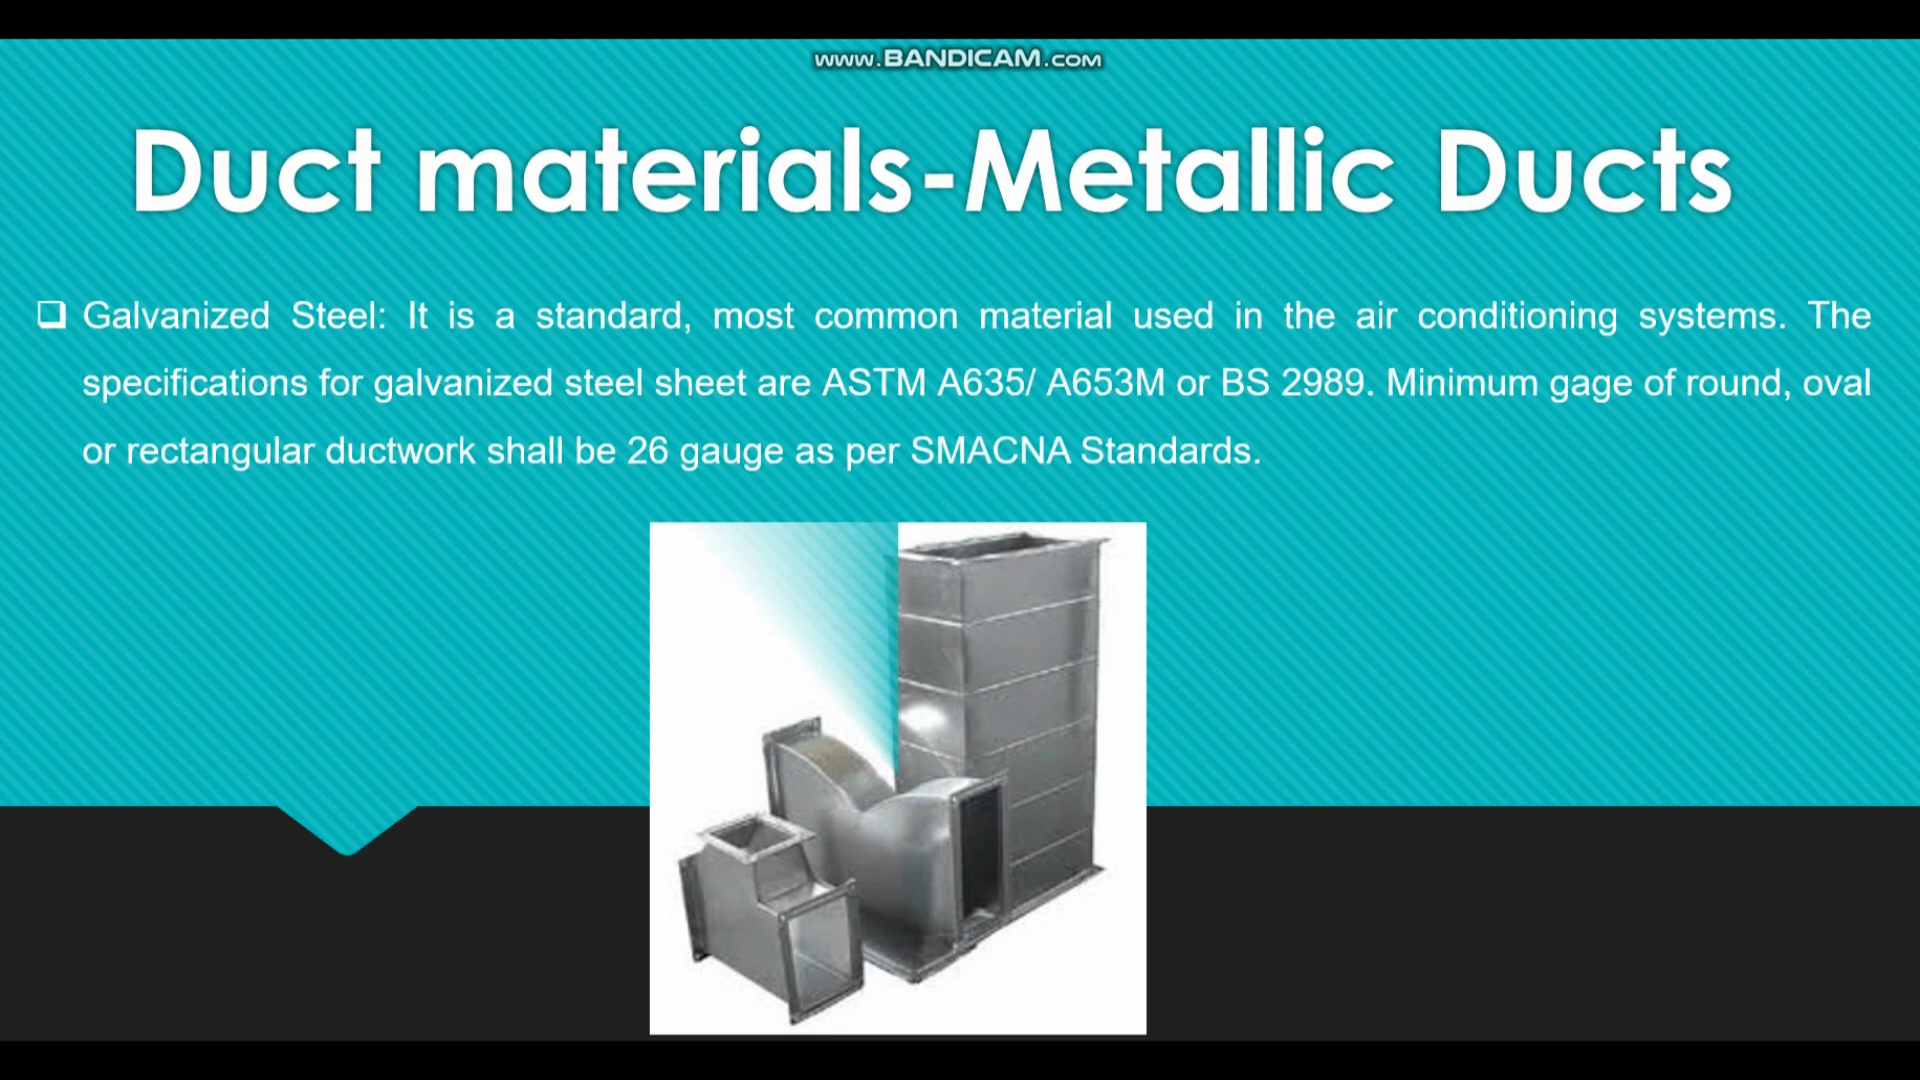 www.BANDICAM.com
Duct materials-Metallic Ducts
Galvanized Steel: It is a standard, most common material used in the air conditioning systems. The
specifications for galvanized steel sheet are ASTM A635/ A653M or BS 2989. Minimum gage of round, oval
or rectangular ductwork shall be 26 gauge as per SMACNA Standards.